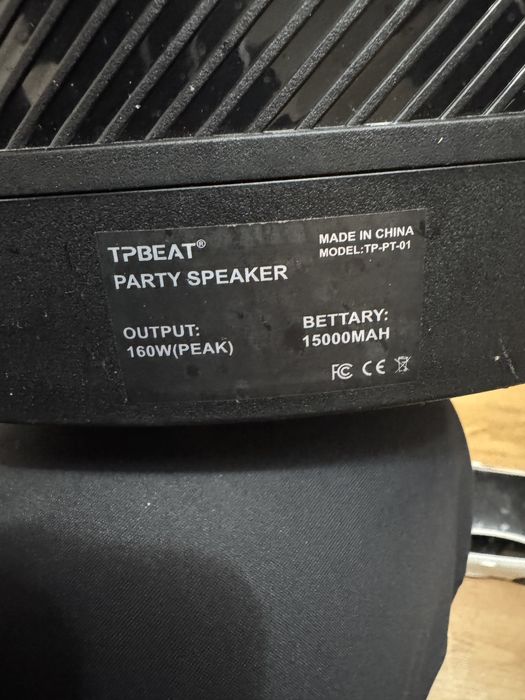 TPBEAT®
MADE IN CHINA
MODEL:TP-PT-01
PARTY SPEAKER
OUTPUT:
160W(PEAK)
BETTARY:
15000MAH
FC CE